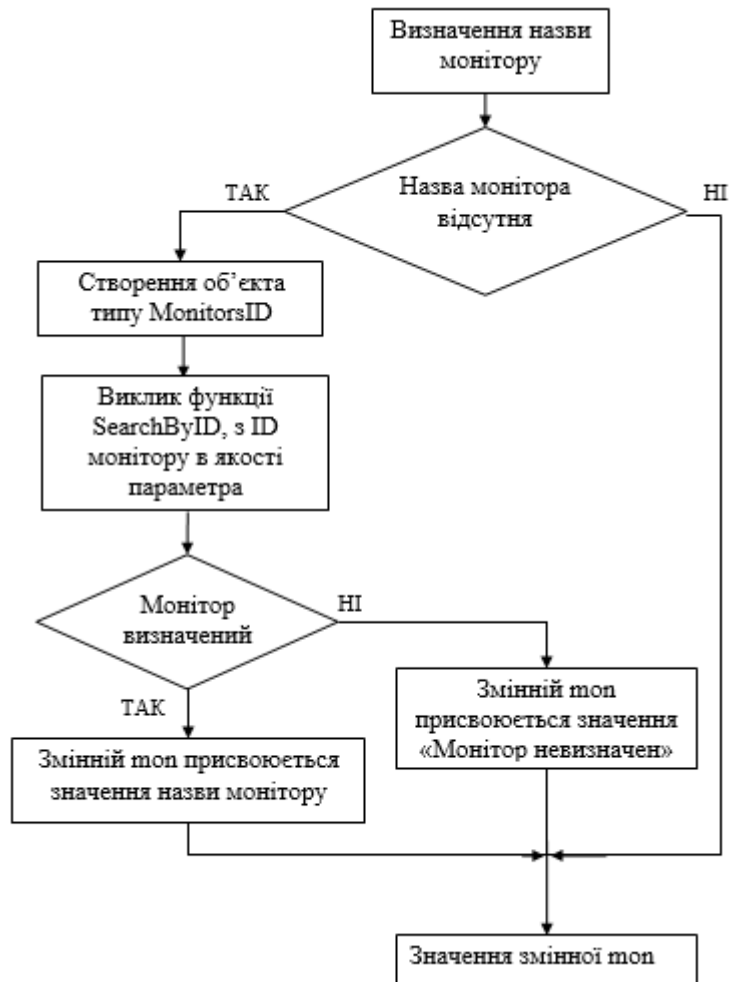 Визначення назви
монітору
Назва монітора
відсутня
ТАК
НІ
Створення об’єкта
типу MonitorsID
Виклик функції
SearchByID, з ID
монітору в якості
параметра
Монітор
визначений
НІ
ТАК
Змінній mon
присвоюється значення
«Монітор невизначен»
Змінній mon присвоюється
значення назви монітору
Значення змінної mon